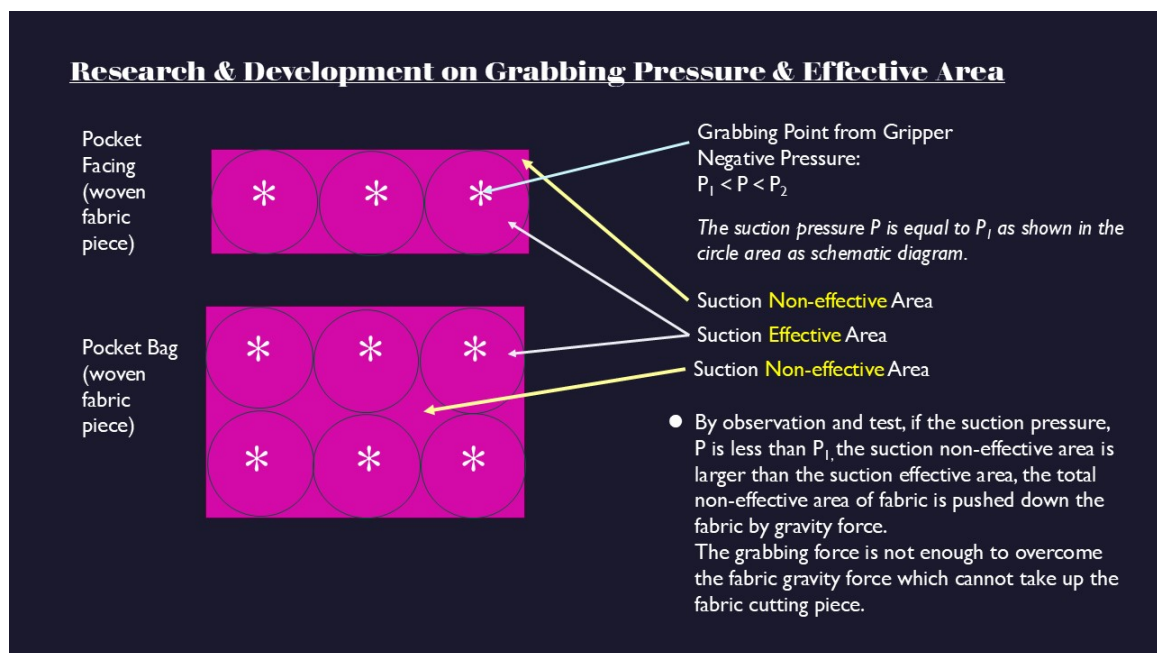 Research & Development on Grabbing Pressure & Effective Area
Pocket
Facing
(woven
fabric
piece)
* * *
Grabbing Point from Gripper
Negative Pressure:
P₁ < P < P₂
The suction pressure P is equal to P₁ as shown in the
circle area as schematic diagram.
Suction Non-effective Area
Suction Effective Area
Suction Non-effective Area
Pocket Bag
(woven
fabric
piece)
* * *
* * *
● By observation and test, if the suction pressure,
P is less than P₁, the suction non-effective area is
larger than the suction effective area, the total
non-effective area of fabric is pushed down the
fabric by gravity force.
The grabbing force is not enough to overcome
the fabric gravity force which cannot take up the
fabric cutting piece.